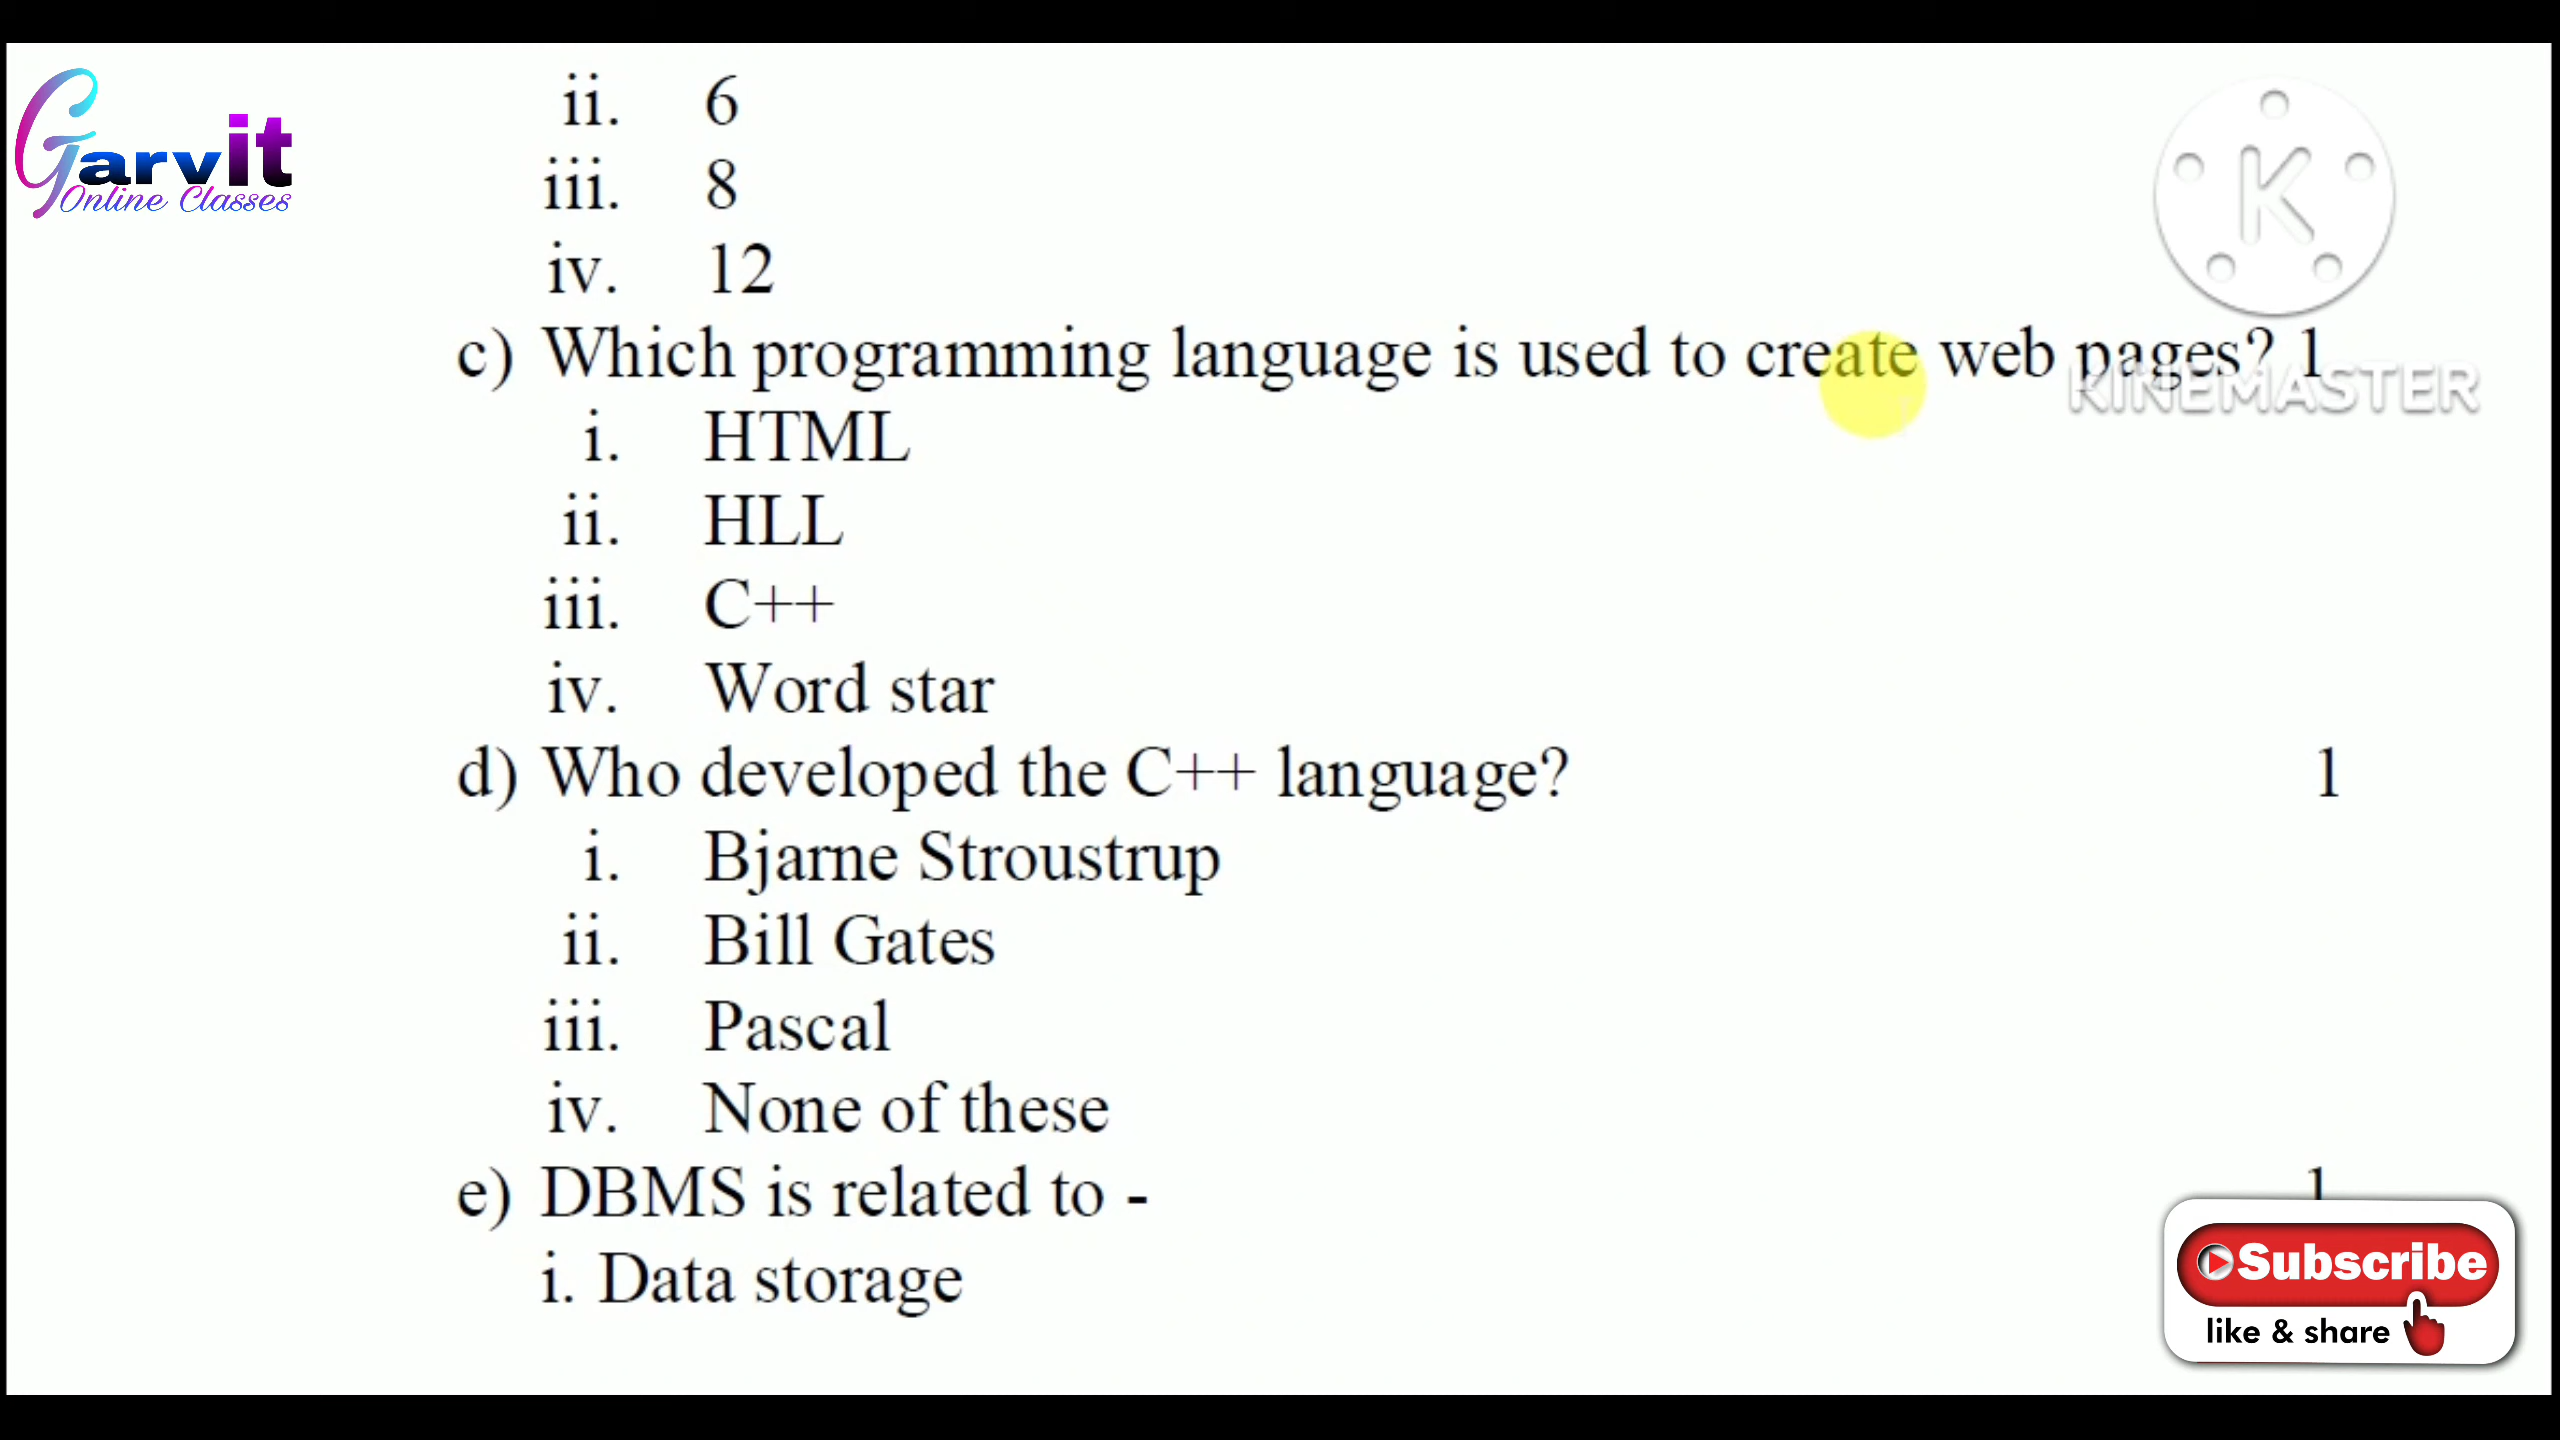 Garvit
Online Classes
ii. 6
iii. 8
iv. 12
K
c) Which programming language is used to create web pages? 1
KINEMASTER
i. HTML
ii. HLL
iii. C++
iv. Word star
d) Who developed the C++ language? 1
i. Bjarne Stroustrup
ii. Bill Gates
iii. Pascal
iv. None of these
e) DBMS is related to - 1
i. Data storage
Subscribe
like & share